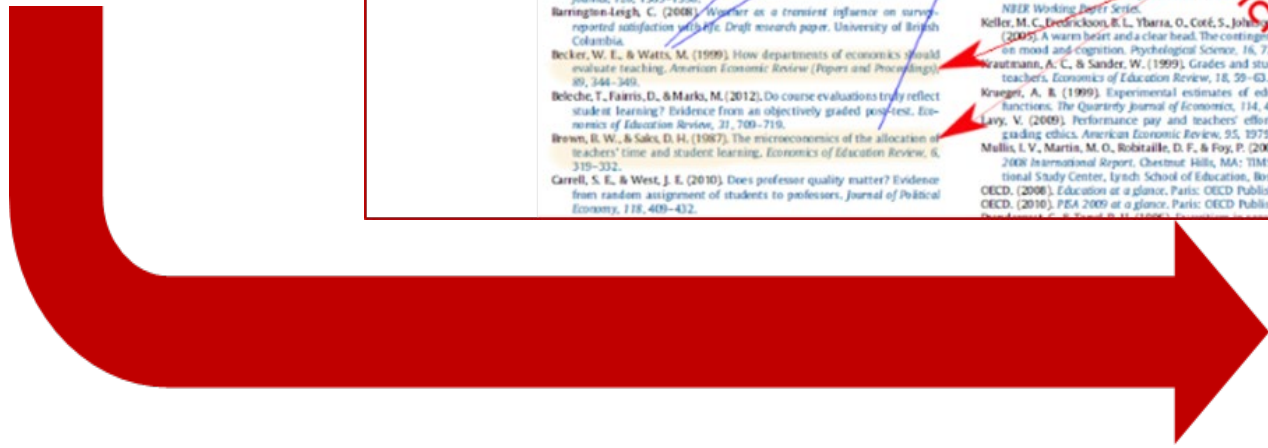 Barrington-Leigh, C. (2008). Weather as a transient influence on survey-
reported satisfaction with life. Draft research paper. University of British
Columbia.
Becker, W. E., & Watts, M. (1999). How departments of economics should
evaluate teaching. American Economic Review (Papers and Proceedings),
89, 344–349.
Beleche, T., Fairris, D., & Marks, M. (2012). Do course evaluations truly reflect
student learning? Evidence from an objectively graded post-test. Eco-
nomics of Education Review, 31, 709–719.
Brown, B. W., & Saks, D. H. (1987). The microeconomics of the allocation of
teachers' time and student learning. Economics of Education Review, 6,
319–332.
Carrell, S. E., & West, J. E. (2010). Does professor quality matter? Evidence
from random assignment of students to professors. Journal of Political
Economy, 118, 409–432.
NBER Working Paper Series.
Keller, M. C., Fredrickson, B. L., Ybarra, O., Coté, S., Johnson
(2005). A warm heart and a clear head. The conting
on mood and cognition. Psychological Science, 16, 7
Krautmann, A. C., & Sander, W. (1999). Grades and stu
teachers. Economics of Education Review, 18, 59–63.
Krueger, A. B. (1999). Experimental estimates of ed
functions. The Quarterly Journal of Economics, 114, 4
Lavy, V. (2009). Performance pay and teachers' effor
grading ethics. American Economic Review, 95, 1979
Mullis, I. V., Martin, M. O., Robitaille, D. F., & Foy, P. (200
2008 International Report. Chestnut Hills, MA: TIMS
tional Study Center, Lynch School of Education, Bos
OECD. (2008). Education at a glance. Paris: OECD Publis
OECD. (2010). PISA 2009 at a glance. Paris: OECD Publis